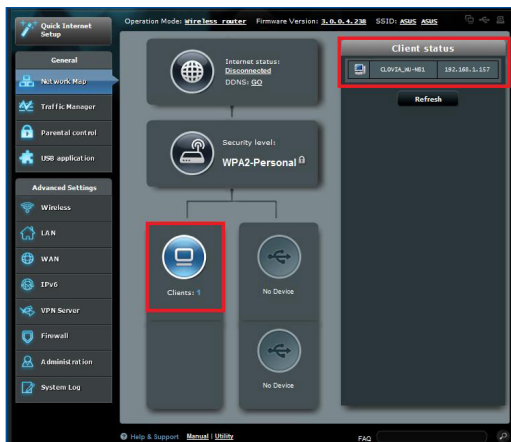 Quick Internet
Setup
Operation Mode: Wireless router Firmware Version: 3.0.0.4.238 SSID: ASUS ASUS
General
Network Map
Traffic Manager
Parental control
USB application
Advanced Settings
Wireless
LAN
WAN
IPv6
VPN Server
Firewall
Administration
System Log
Internet status:
Disconnected
DDNS: GO
Security level:
WPA2-Personal
Clients: 1
No Device
No Device
Client status
CLOVIA_WU-NB1 192.168.1.157
Refresh
Help & Support Manual | Utility FAQ